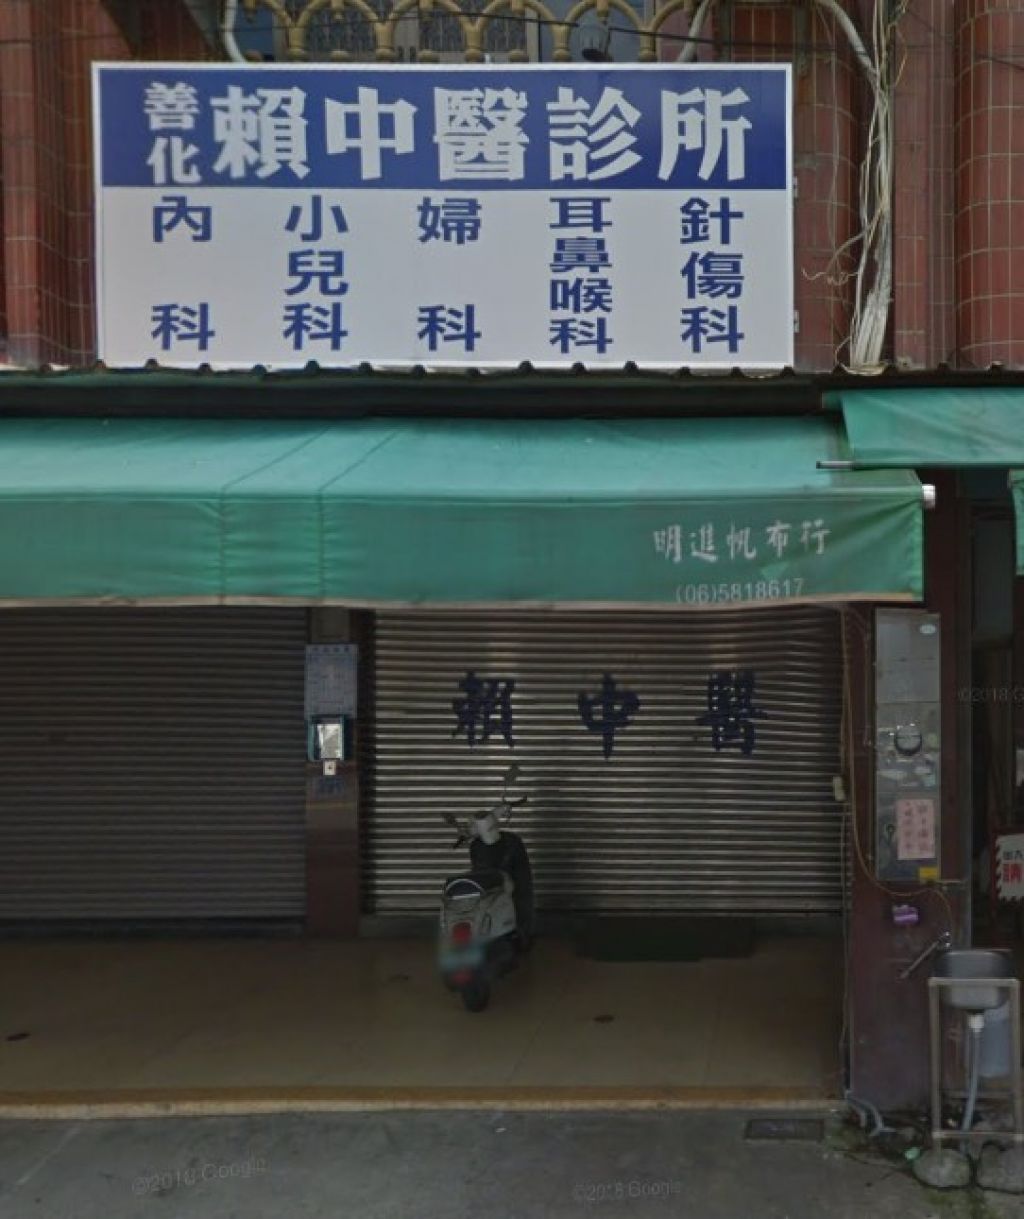 善化
賴中醫診所
內科
小兒科
婦科
耳鼻喉科
針傷科
明進帆布行
(06)5818617
賴中醫
©2018 Google
©2018 Google